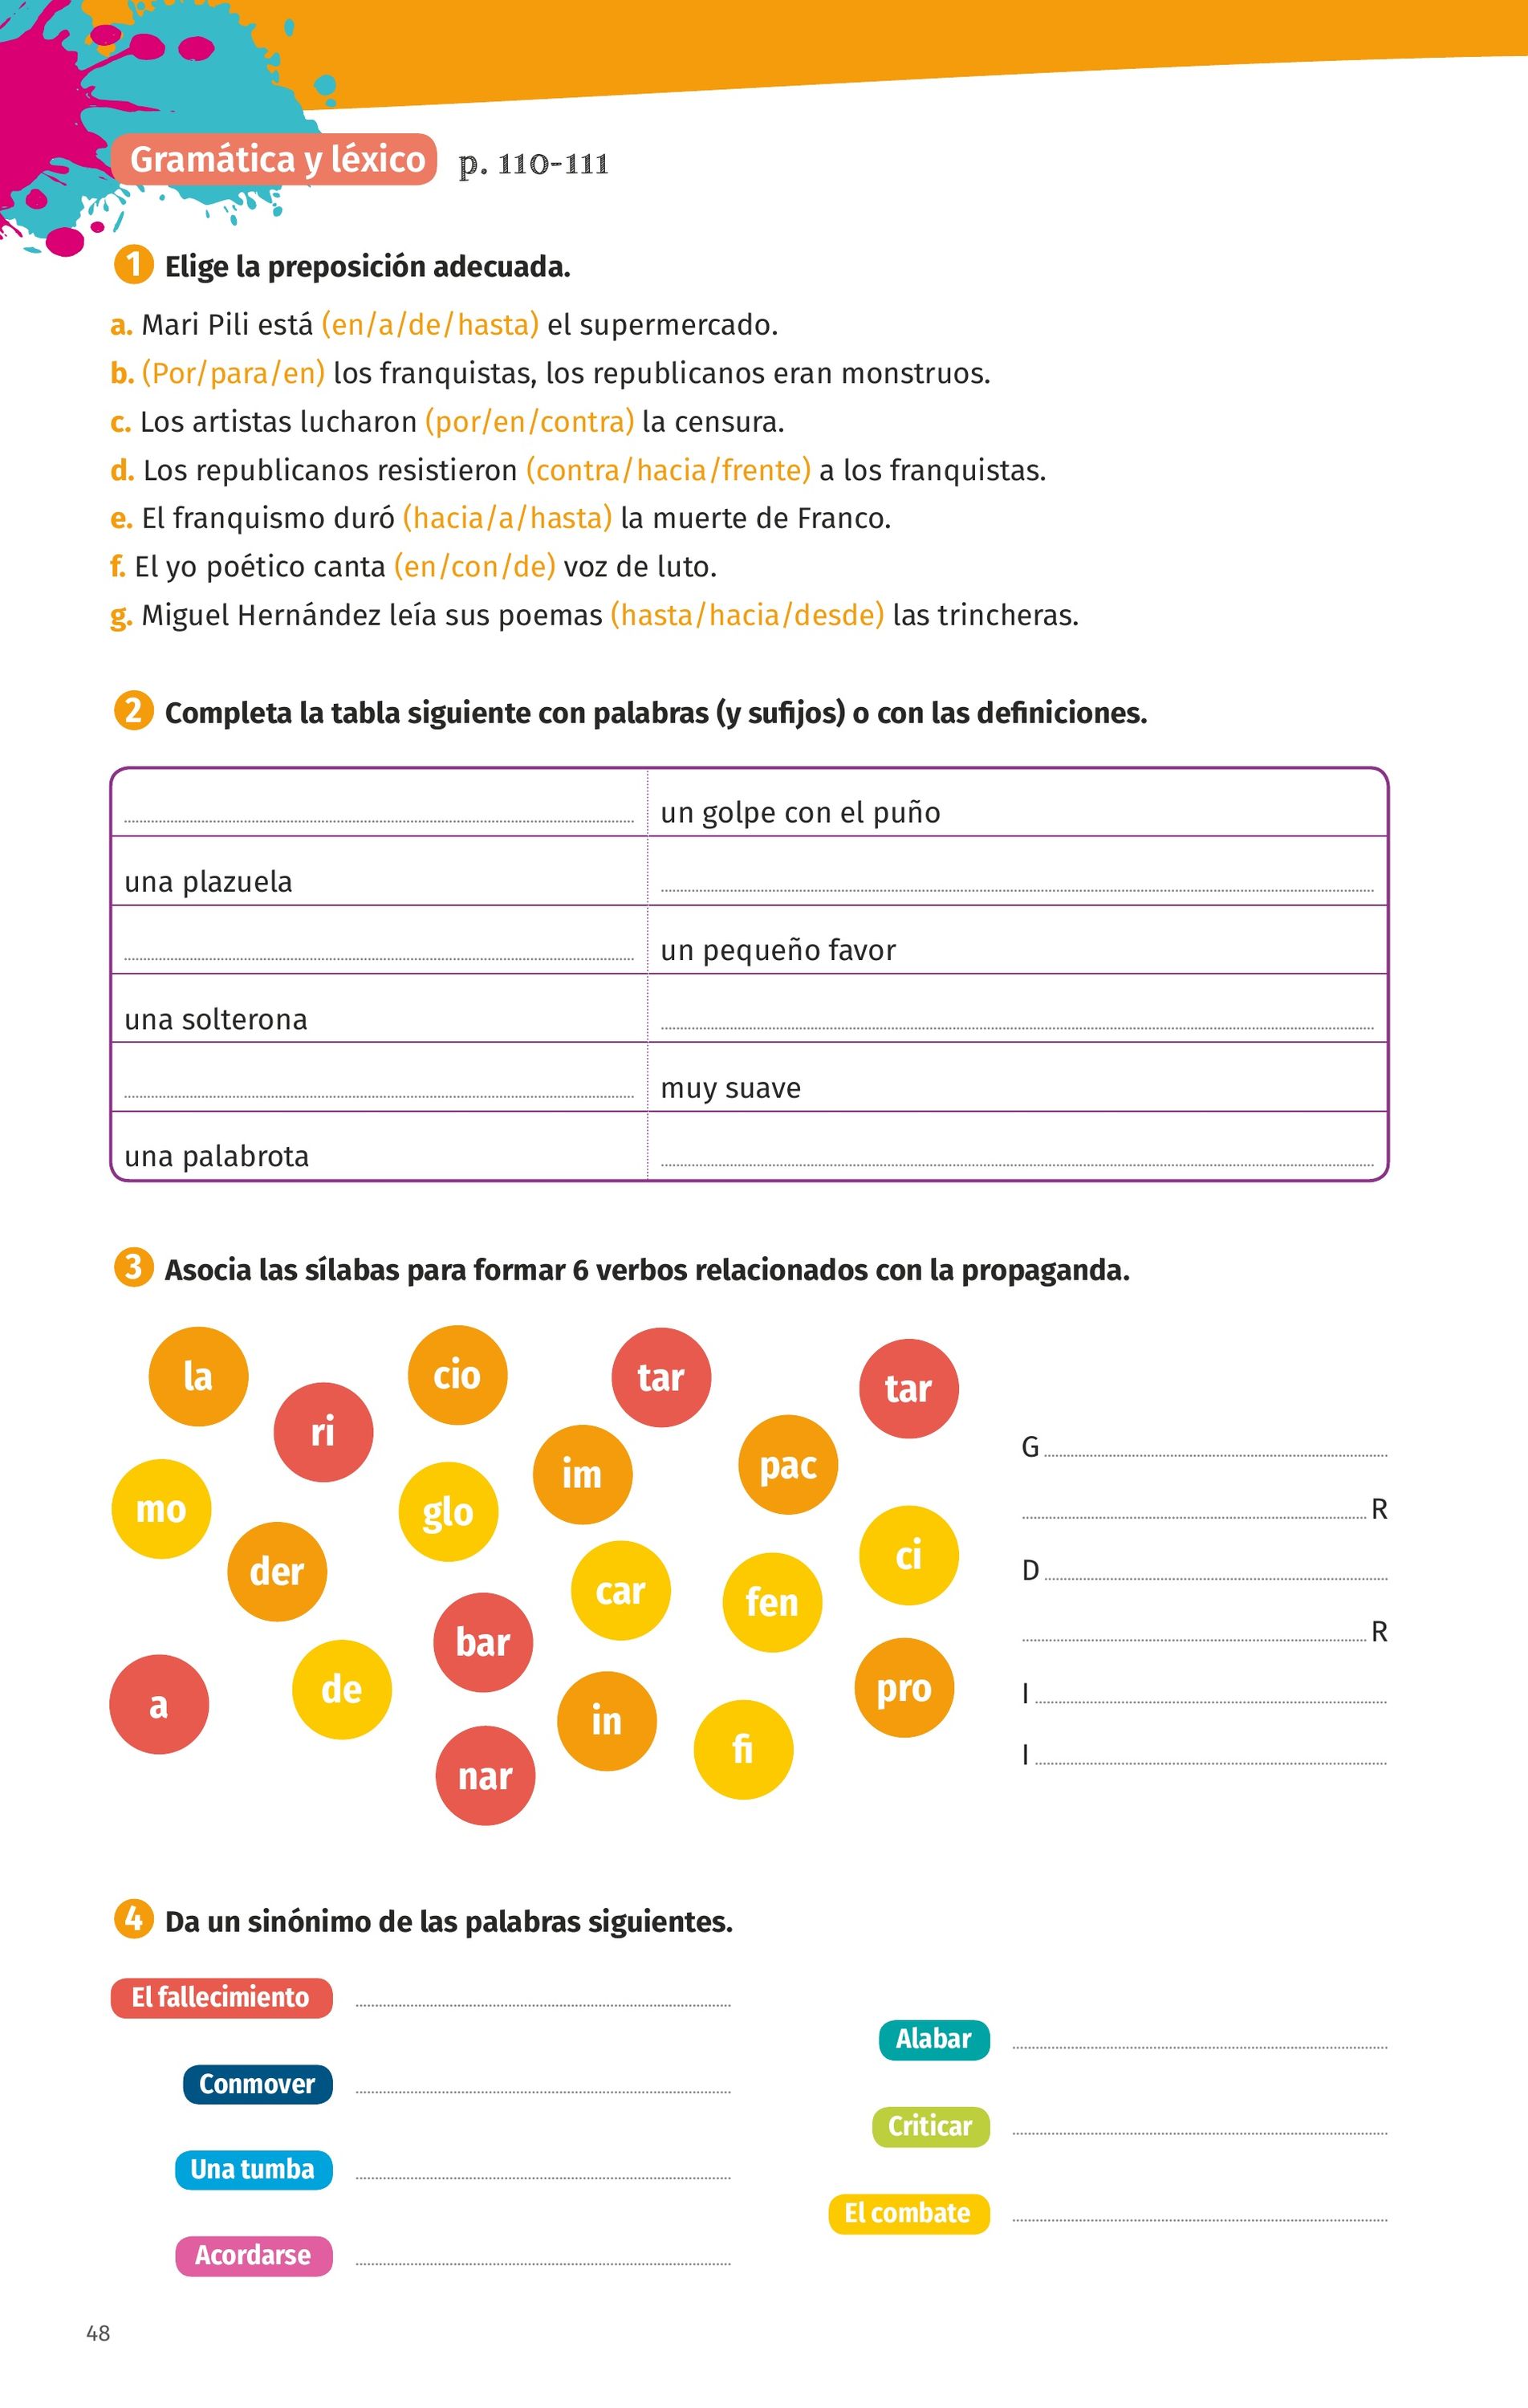 Gramática y léxico p. 110-111
1 Elige la preposición adecuada.
a. Mari Pili está (en/a/de/hasta) el supermercado.
b. (Por/para/en) los franquistas, los republicanos eran monstruos.
c. Los artistas lucharon (por/en/contra) la censura.
d. Los republicanos resistieron (contra/hacia/frente) a los franquistas.
e. El franquismo duró (hacia/a/hasta) la muerte de Franco.
f. El yo poético canta (en/con/de) voz de luto.
g. Miguel Hernández leía sus poemas (hasta/hacia/desde) las trincheras.
2 Completa la tabla siguiente con palabras (y sufijos) o con las definiciones.
un golpe con el puño
una plazuela
un pequeño favor
una solterona
muy suave
una palabrota
3 Asocia las sílabas para formar 6 verbos relacionados con la propaganda.
la
cio
tar
tar
ri
im
pac
mo
glo
der
car
fen
ci
bar
a
de
in
pro
nar
fi
G
R
D
R
I
I
4 Da un sinónimo de las palabras siguientes.
El fallecimiento
Alabar
Conmover
Criticar
Una tumba
El combate
Acordarse
48